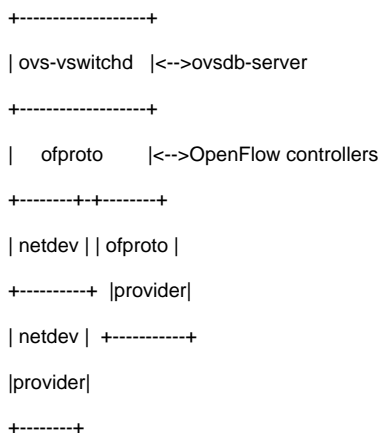 +-------------------+
| ovs-vswitchd |<-->ovsdb-server
+-------------------+
| ofproto |<-->OpenFlow controllers
+--------+-+--------+
| netdev | | ofproto |
+----------+ |provider|
| netdev | +-----------+
|provider|
+--------+